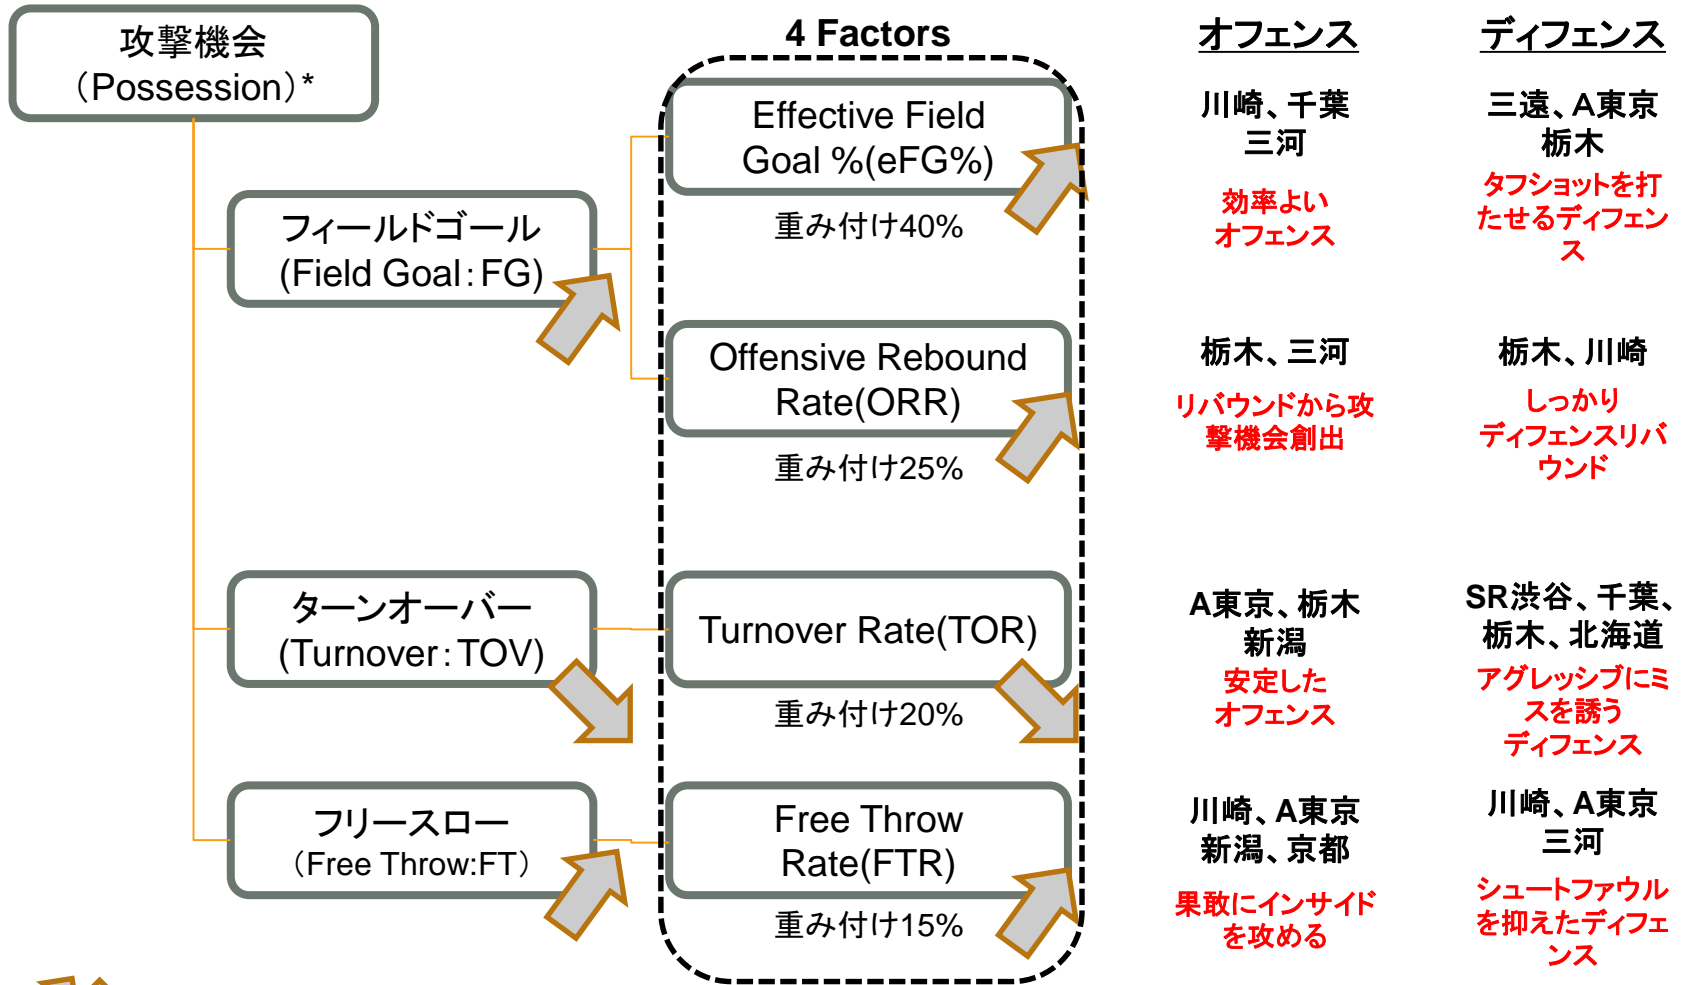 攻撃機会
（Possession）*
フィールドゴール
(Field Goal：FG)
ターンオーバー
(Turnover：TOV)
フリースロー
（Free Throw:FT）
4 Factors
Effective Field
Goal %(eFG%)
重み付け40%
Offensive Rebound
Rate(ORR)
重み付け25%
Turnover Rate(TOR)
重み付け20%
Free Throw
Rate(FTR)
重み付け15%
オフェンス
川崎、千葉
三河
効率よい
オフェンス
栃木、三河
リバウンドから攻
撃機会創出
A東京、栃木
新潟
安定した
オフェンス
川崎、A東京
新潟、京都
果敢にインサイド
を攻める
ディフェンス
三遠、A東京
栃木
タフショットを打
たせるディフェン
ス
栃木、川崎
しっかり
ディフェンスリバ
ウンド
SR渋谷、千葉、
栃木、北海道
アグレッシブにミ
スを誘う
ディフェンス
川崎、A東京
三河
シュートファウル
を抑えたディフェ
ンス